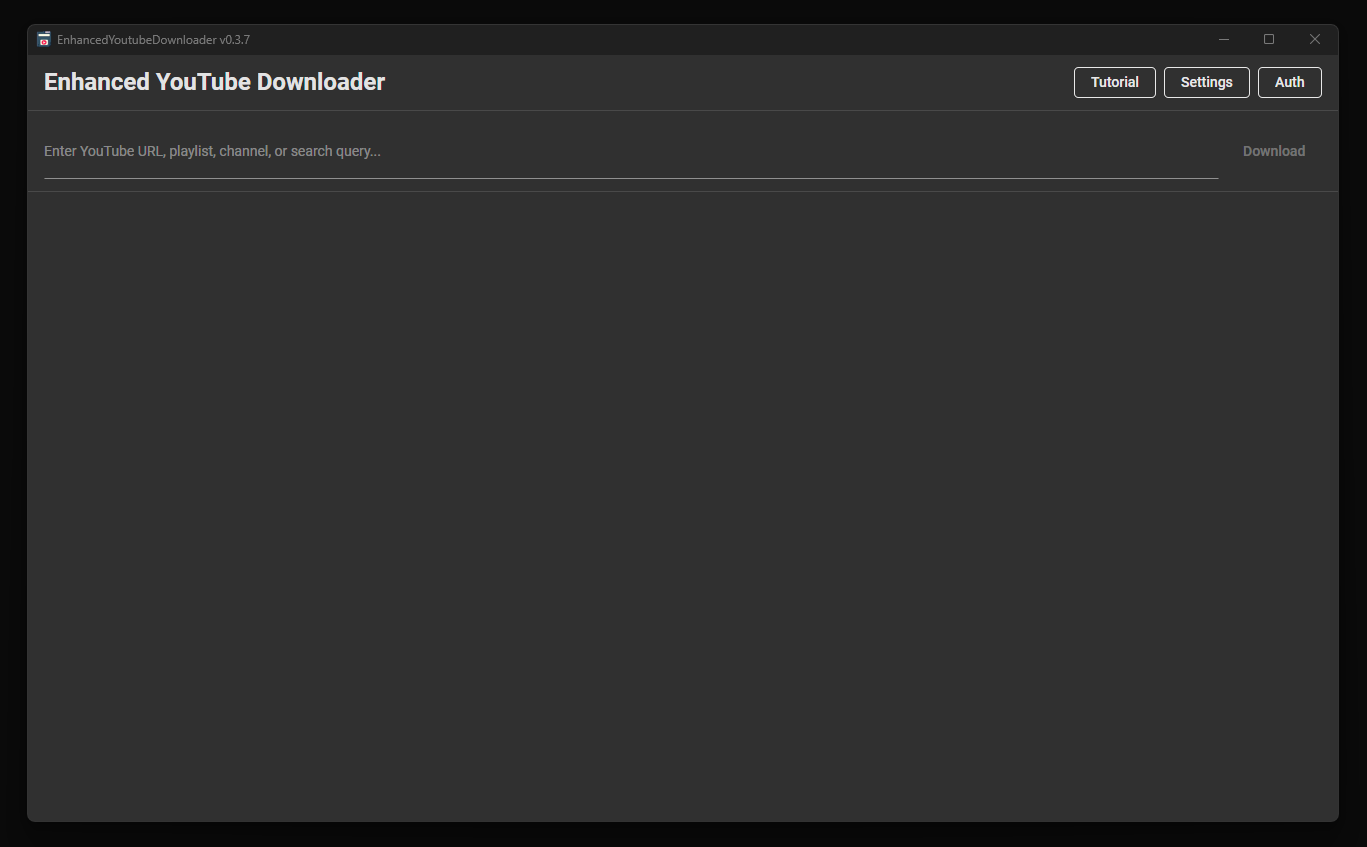 EnhancedYoutubeDownloader v0.3.7
Enhanced YouTube Downloader
Tutorial
Settings
Auth
Enter YouTube URL, playlist, channel, or search query...
Download